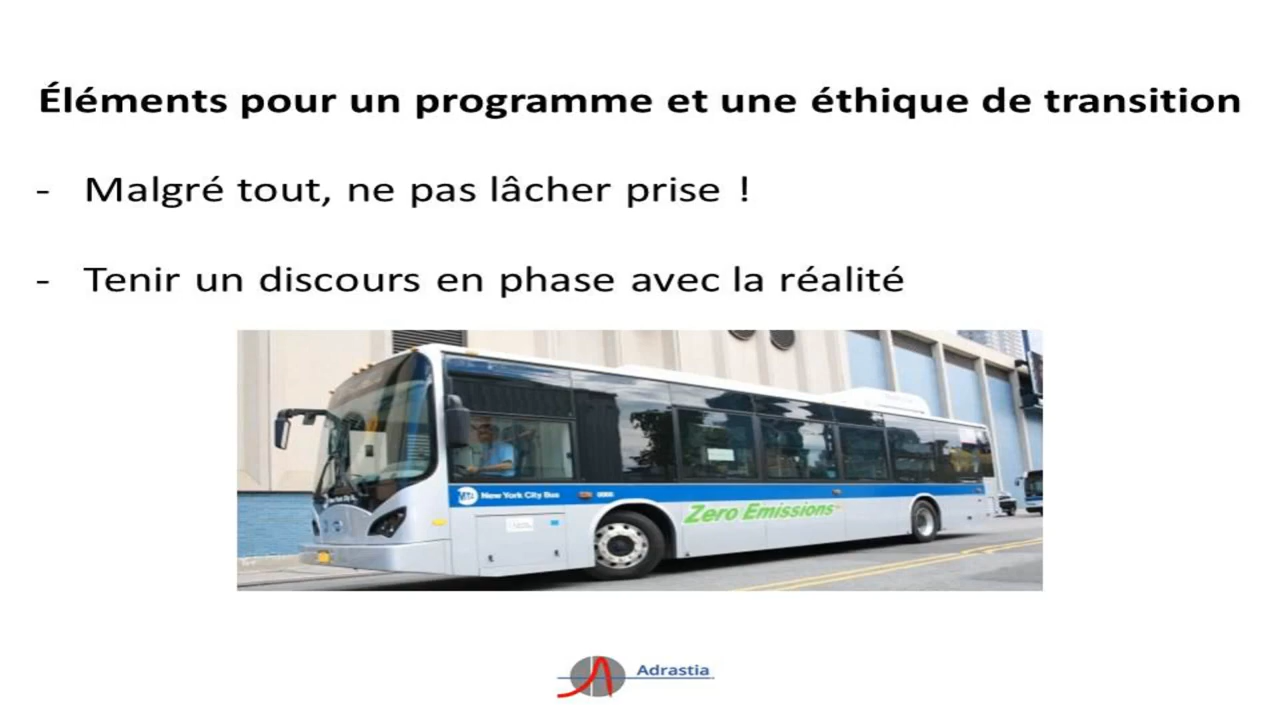 Éléments pour un programme et une éthique de transition
- Malgré tout, ne pas lâcher prise !
- Tenir un discours en phase avec la réalité
New York City Bus
Zero Emissions
Adrastia